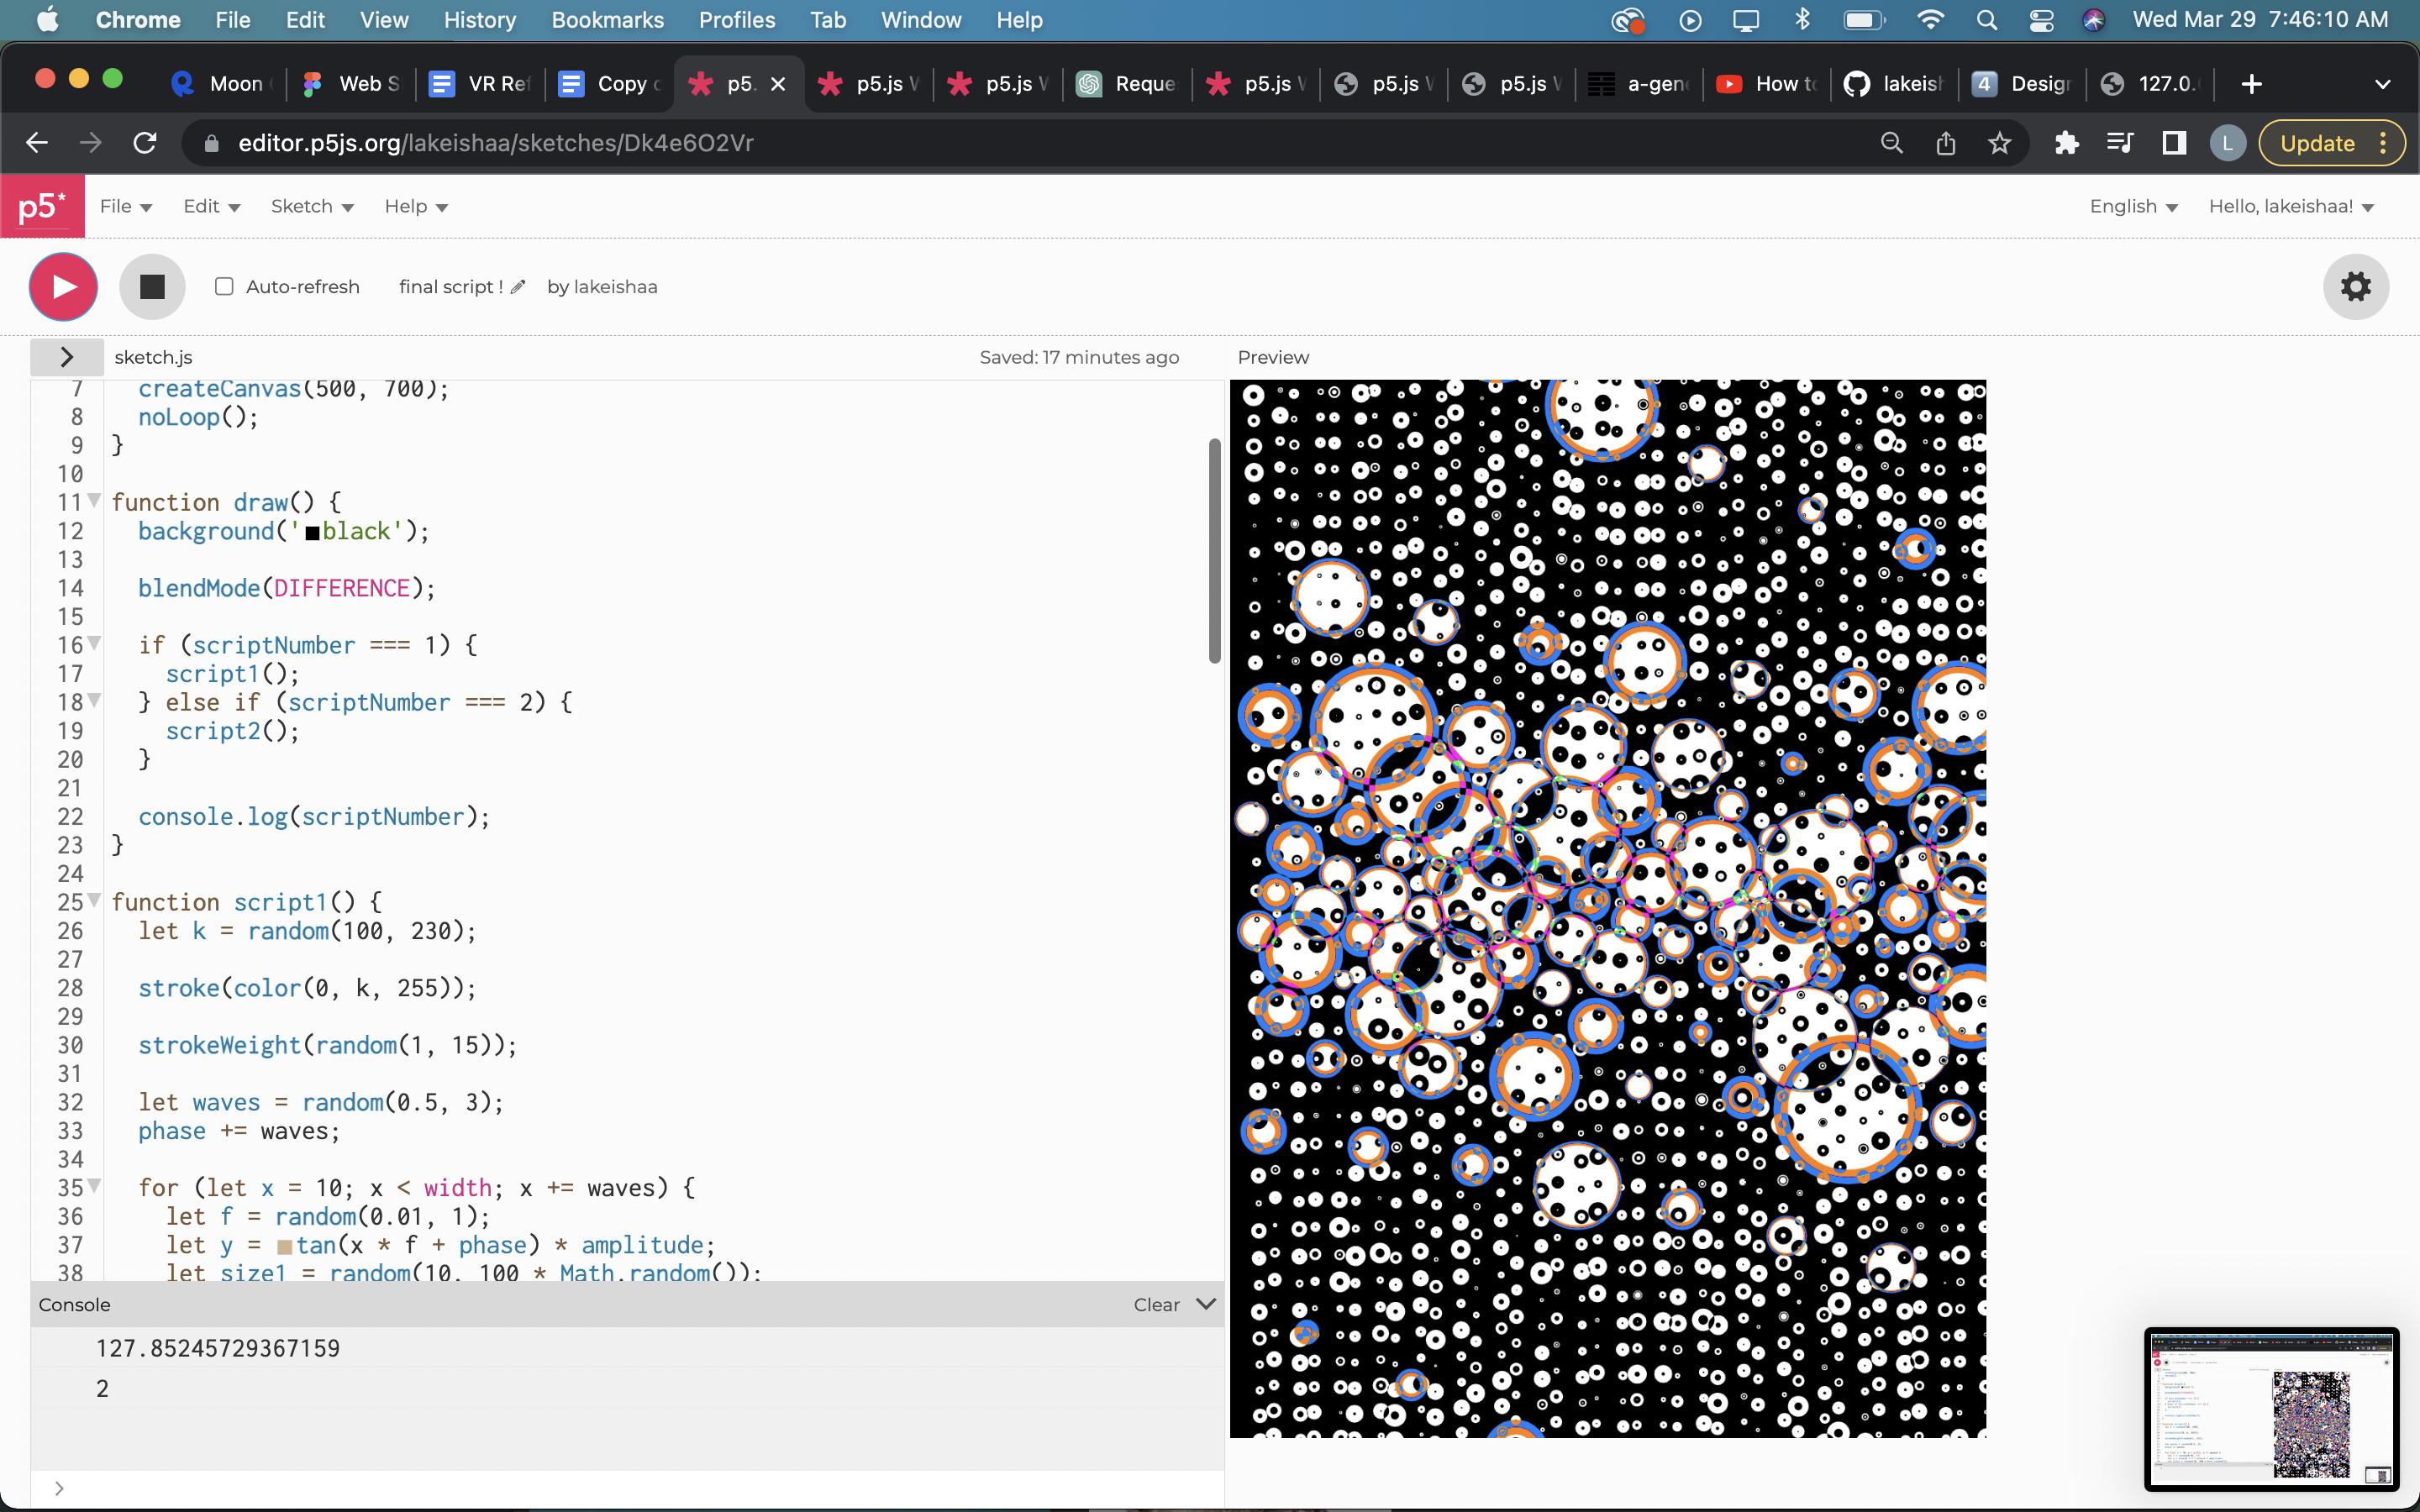 Chrome File Edit View History Bookmarks Profiles Tab Window Help Wed Mar 29 7:46:10 AM
Moon Web S VR Ref Copy p5. p5.js p5.js Reque p5.js p5.js p5.js a-gen How to lakeish 4 Design 127.0.
editor.p5js.org/lakeishaa/sketches/Dk4e6O2Vr L Update
p5* File Edit Sketch Help English Hello, lakeishaa!
Auto-refresh final script ! by lakeishaa
sketch.js Saved: 17 minutes ago Preview
7 createCanvas(500, 700);
8 noLoop();
9 }
10
11 function draw() {
12 background('black');
13
14 blendMode(DIFFERENCE);
15
16 if (scriptNumber === 1) {
17 script1();
18 } else if (scriptNumber === 2) {
19 script2();
20 }
21
22 console.log(scriptNumber);
23 }
24
25 function script1() {
26 let k = random(100, 230);
27
28 stroke(color(0, k, 255));
29
30 strokeWeight(random(1, 15));
31
32 let waves = random(0.5, 3);
33 phase += waves;
34
35 for (let x = 10; x < width; x += waves) {
36 let f = random(0.01, 1);
37 let y = tan(x * f + phase) * amplitude;
38 let size1 = random(10, 100 * Math.random());
Console Clear
127.85245729367159
2
>